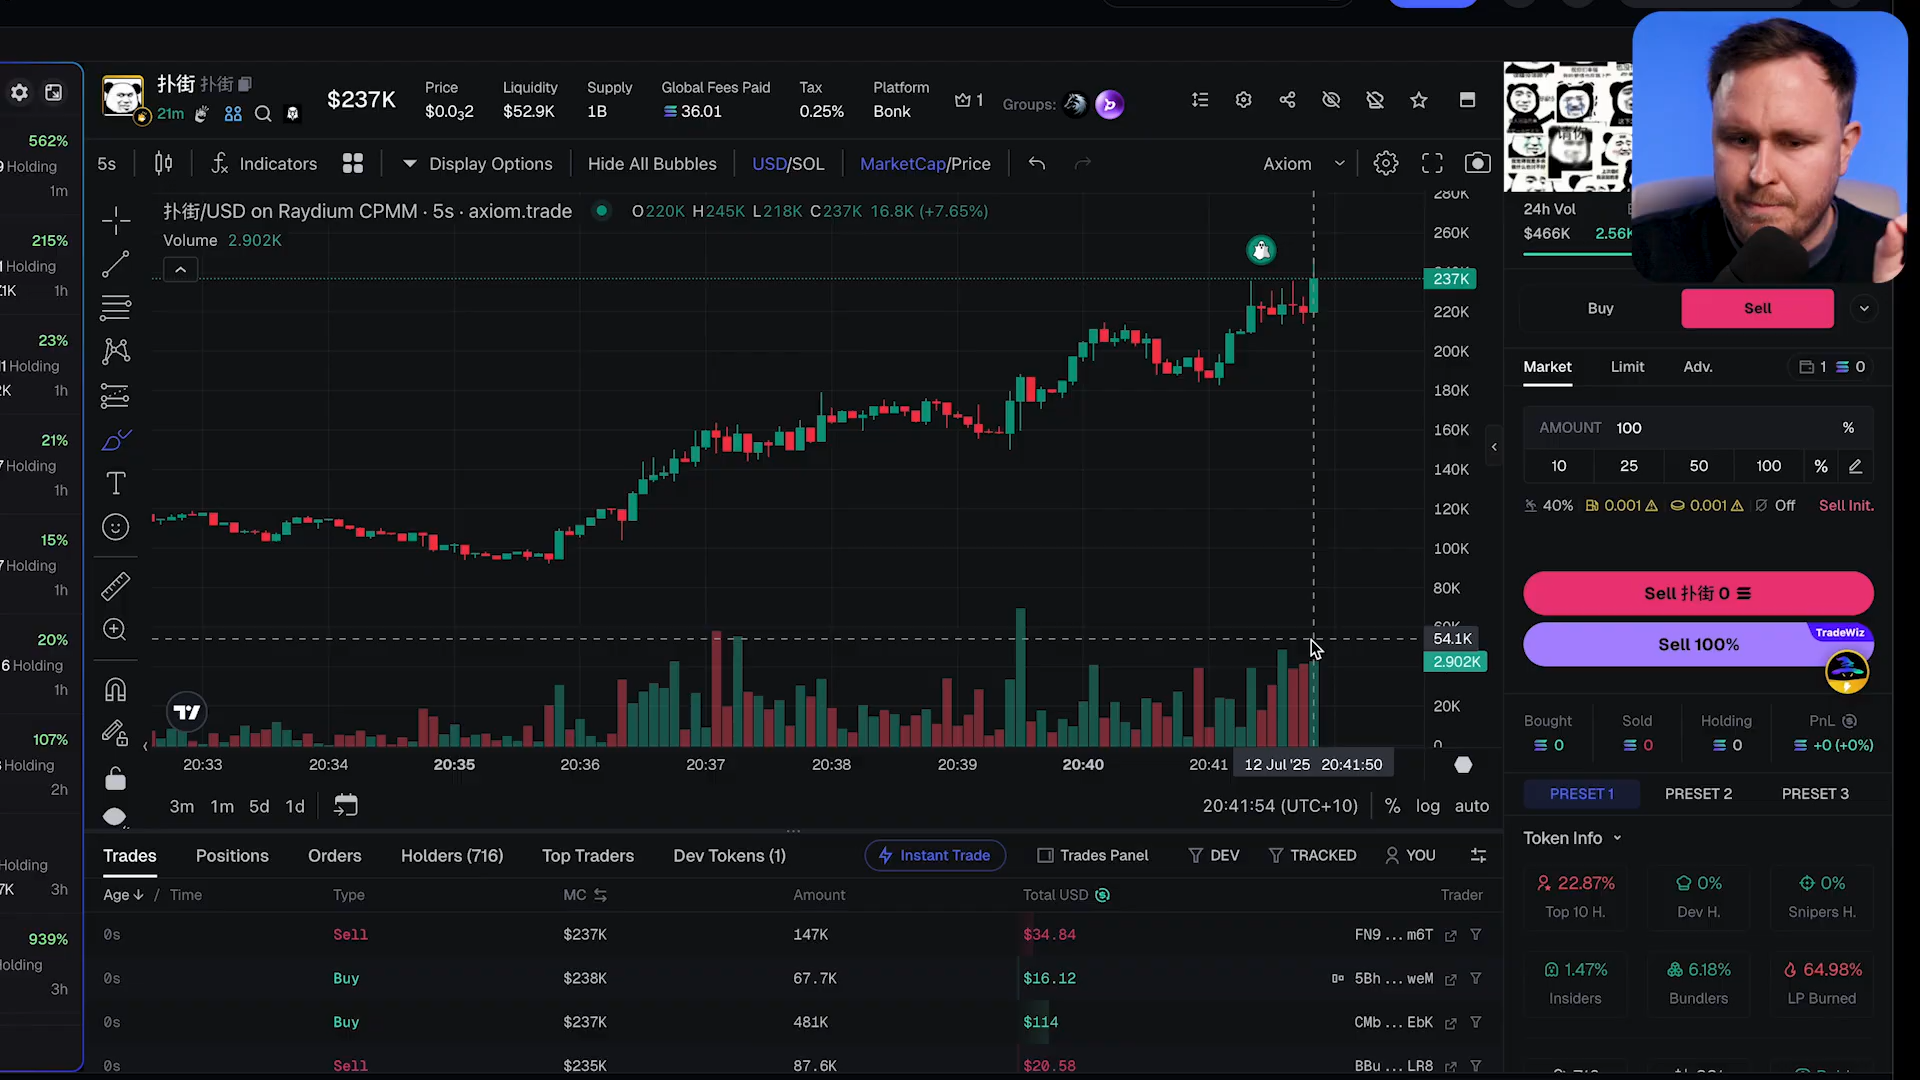 扑街 扑街
21m
$237K
Price
$0.0₃2
Liquidity
$52.9K
Supply
1B
Global Fees Paid
36.01
Tax
0.25%
Platform
Bonk
1
Groups:
5s
Indicators
Display Options
Hide All Bubbles
USD/SOL
MarketCap/Price
Axiom
扑街/USD on Raydium CPMM · 5s · axiom.trade
O220K H245K L218K C237K 16.8K (+7.65%)
Volume 2.902K
280K
260K
237K
220K
200K
180K
160K
140K
120K
100K
80K
54.1K
2.902K
20K
0
20:33
20:34
20:35
20:36
20:37
20:38
20:39
20:40
20:41
12 Jul '25 20:41:50
3m 1m 5d 1d
20:41:54 (UTC+10)
% log auto
562%
Holding
1m
215%
Holding
1h
23%
Holding
1h
21%
Holding
1h
15%
Holding
1h
20%
Holding
1h
107%
Holding
2h
Holding
3h
939%
Holding
3h
24h Vol
$466K
2.56K
Buy
Sell
Market
Limit
Adv.
1 0
AMOUNT 100 %
10 25 50 100 %
40% 0.001 0.001 Off Sell Init.
Sell 扑街 0
Sell 100%
TradeWiz
Bought
0
Sold
0
Holding
0
PnL
+0 (+0%)
PRESET 1 PRESET 2 PRESET 3
Token Info
22.87%
Top 10 H.
0%
Dev H.
0%
Snipers H.
1.47%
Insiders
6.18%
Bundlers
64.98%
LP Burned
Trades
Positions
Orders
Holders (716)
Top Traders
Dev Tokens (1)
Instant Trade
Trades Panel
DEV
TRACKED
YOU
Age / Time Type MC Amount Total USD Trader
0s Sell $237K 147K $34.84 FN9...m6T
0s Buy $238K 67.7K $16.12 5Bh...weM
0s Buy $237K 481K $114 CMb...EbK
0s Sell $235K 87.6K $20.58 BBu...LR8